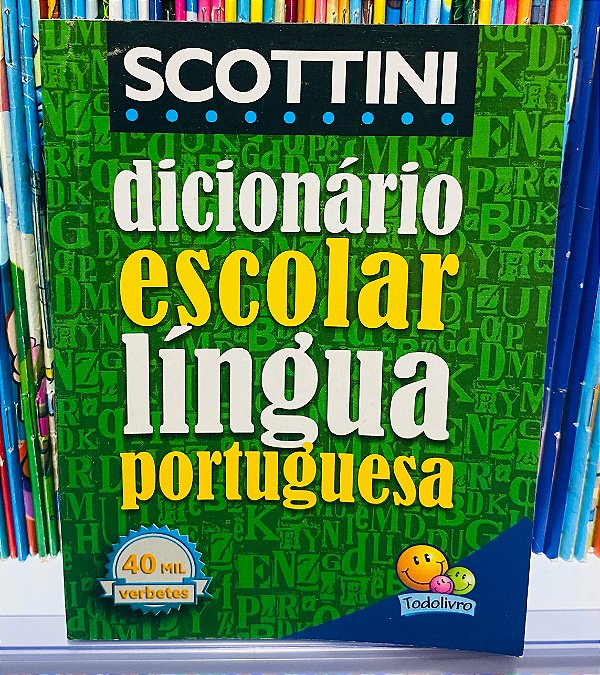 SCOTTINI
dicionário
escolar
língua
portuguesa
40 MIL
verbetes
Todolivro